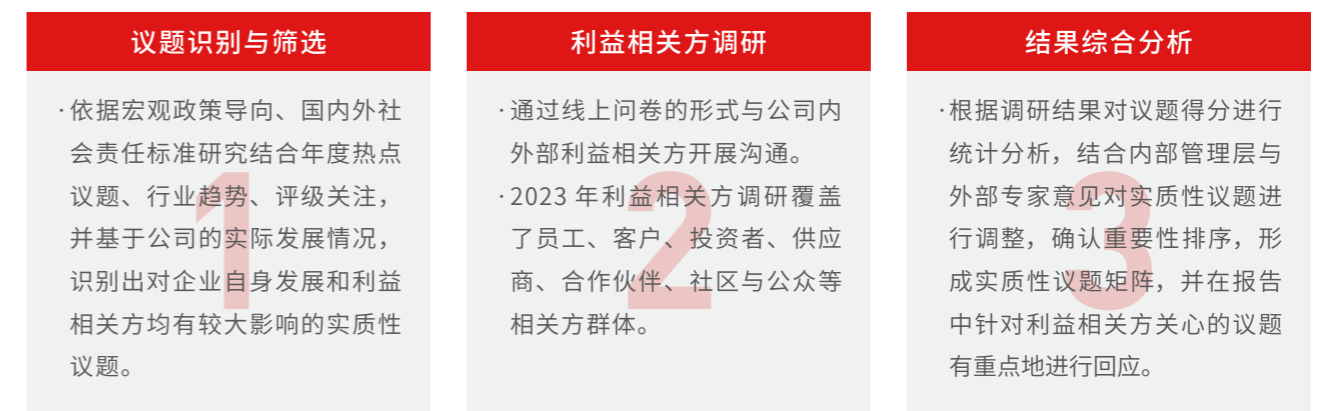 议题识别与筛选
·依据宏观政策导向、国内外社
会责任标准研究结合年度热点
议题、行业趋势、评级关注，
并基于公司的实际发展情况，
识别出对企业自身发展和利益
相关方均有较大影响的实质性
议题。
1
利益相关方调研
·通过线上问卷的形式与公司内
外部利益相关方开展沟通。
·2023 年利益相关方调研覆盖
了员工、客户、投资者、供应
商、合作伙伴、社区与公众等
相关方群体。
2
结果综合分析
·根据调研结果对议题得分进行
统计分析，结合内部管理层与
外部专家意见对实质性议题进
行调整，确认重要性排序，形
成实质性议题矩阵，并在报告
中针对利益相关方关心的议题
有重点地进行回应。
3